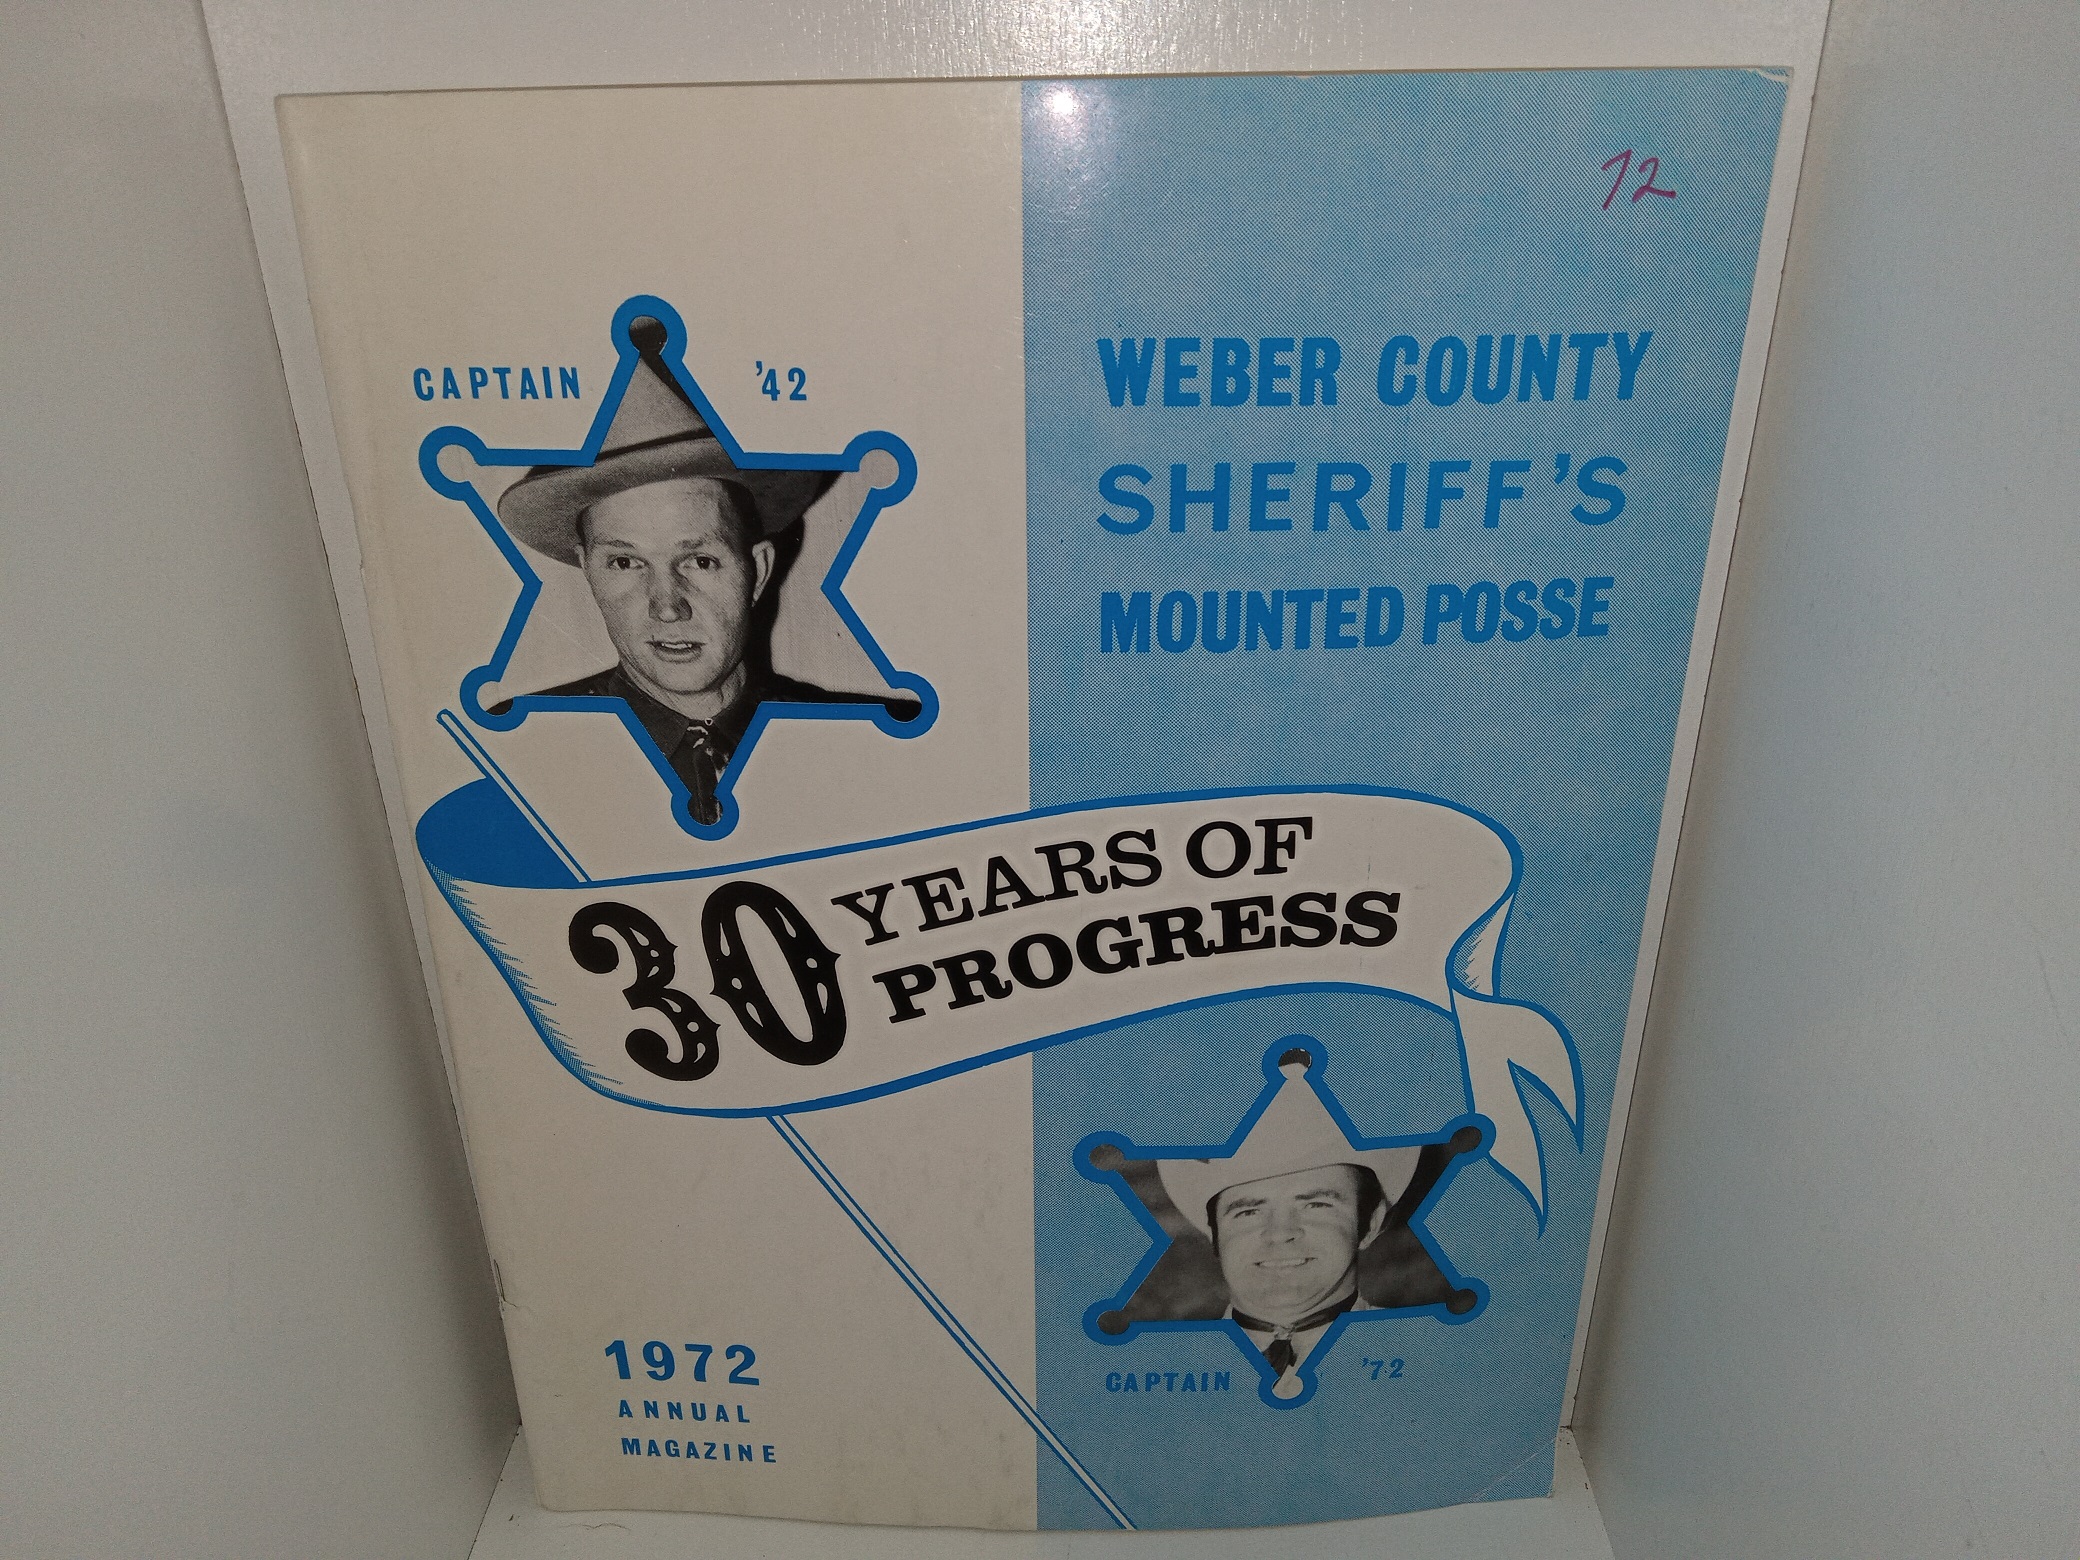 72
CAPTAIN '42
WEBER COUNTY
SHERIFF'S
MOUNTED POSSE
30 YEARS OF
PROGRESS
CAPTAIN '72
1972
ANNUAL
MAGAZINE